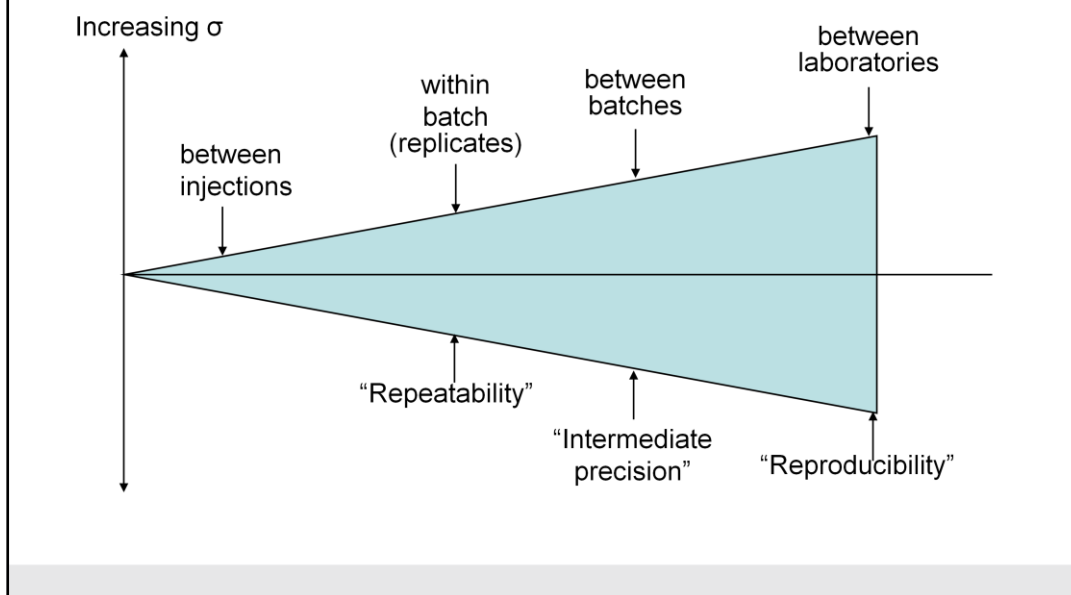 Increasing σ
between
laboratories
within
batch
(replicates)
between
batches
between
injections
“Repeatability”
“Intermediate
precision”
“Reproducibility”